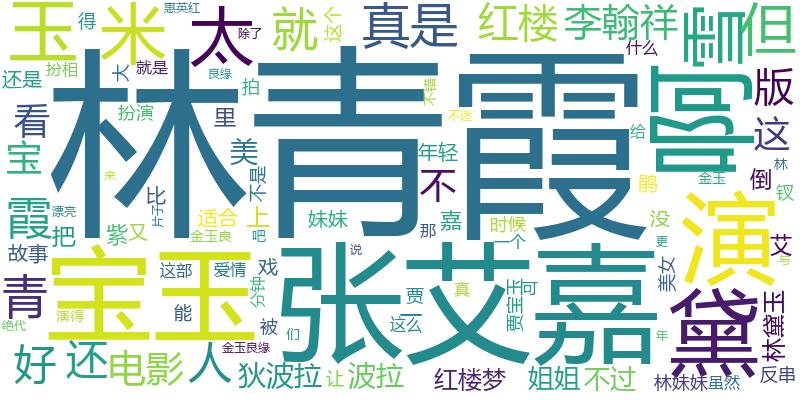 玉 米 太 就 真是 红楼 李翰祥 雪 但
惠英红 得 除了 这个 什么
还是 扮相 大 就是 良缘 拍 不错 版
林青霞 啊
看 扮演 里 不适 给 这
宝 美 年轻 不 鹃 金玉 林 倒
来 漂亮 不是 片子 比 适合 上 妹妹 那 嘉 时候 没 演 钗
霞 把 紫 又 金玉良 吧 一个 更 艾
故事 宝玉 这部 爱情 戏 说 张艾嘉 美女 与
青 能 分钟 贾 真 贾宝玉 可 黛 林黛玉
绝代 演得 被 们 这么 年
好 还 电影 人 金玉良缘 狄波拉 让 波拉 红楼梦 姐姐 不过 林妹妹 虽然 反串